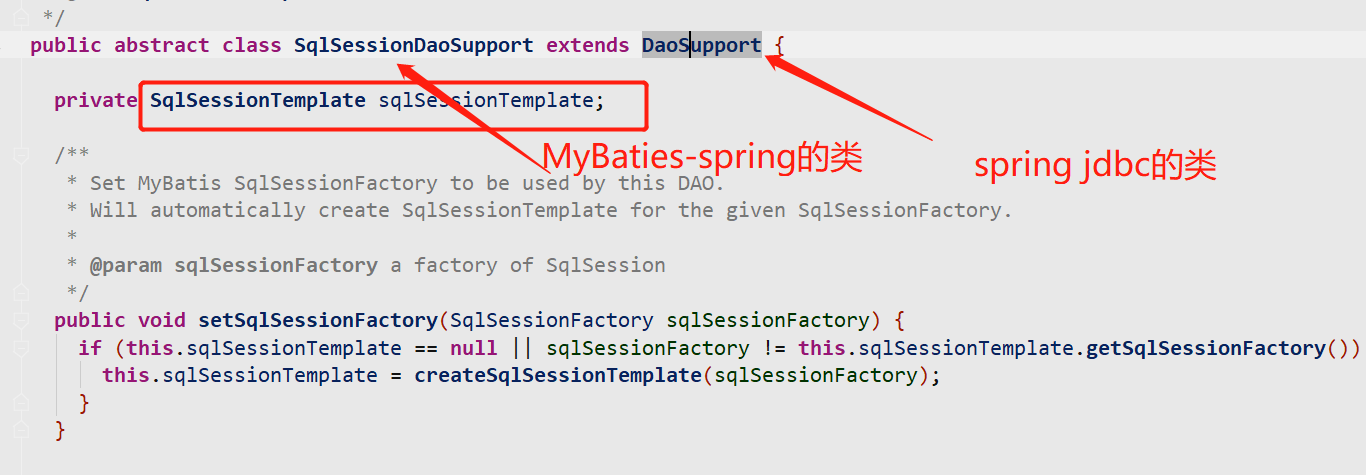 */
public abstract class SqlSessionDaoSupport extends DaoSupport {
private SqlSessionTemplate sqlSessionTemplate;
/**
MyBaties-spring的类
spring jdbc的类
* Set MyBatis SqlSessionFactory to be used by this DAO.
* Will automatically create SqlSessionTemplate for the given SqlSessionFactory.
*
* @param sqlSessionFactory a factory of SqlSession
*/
public void setSqlSessionFactory(SqlSessionFactory sqlSessionFactory) {
if (this.sqlSessionTemplate == null || sqlSessionFactory != this.sqlSessionTemplate.getSqlSessionFactory())
this.sqlSessionTemplate = createSqlSessionTemplate(sqlSessionFactory);
}
}